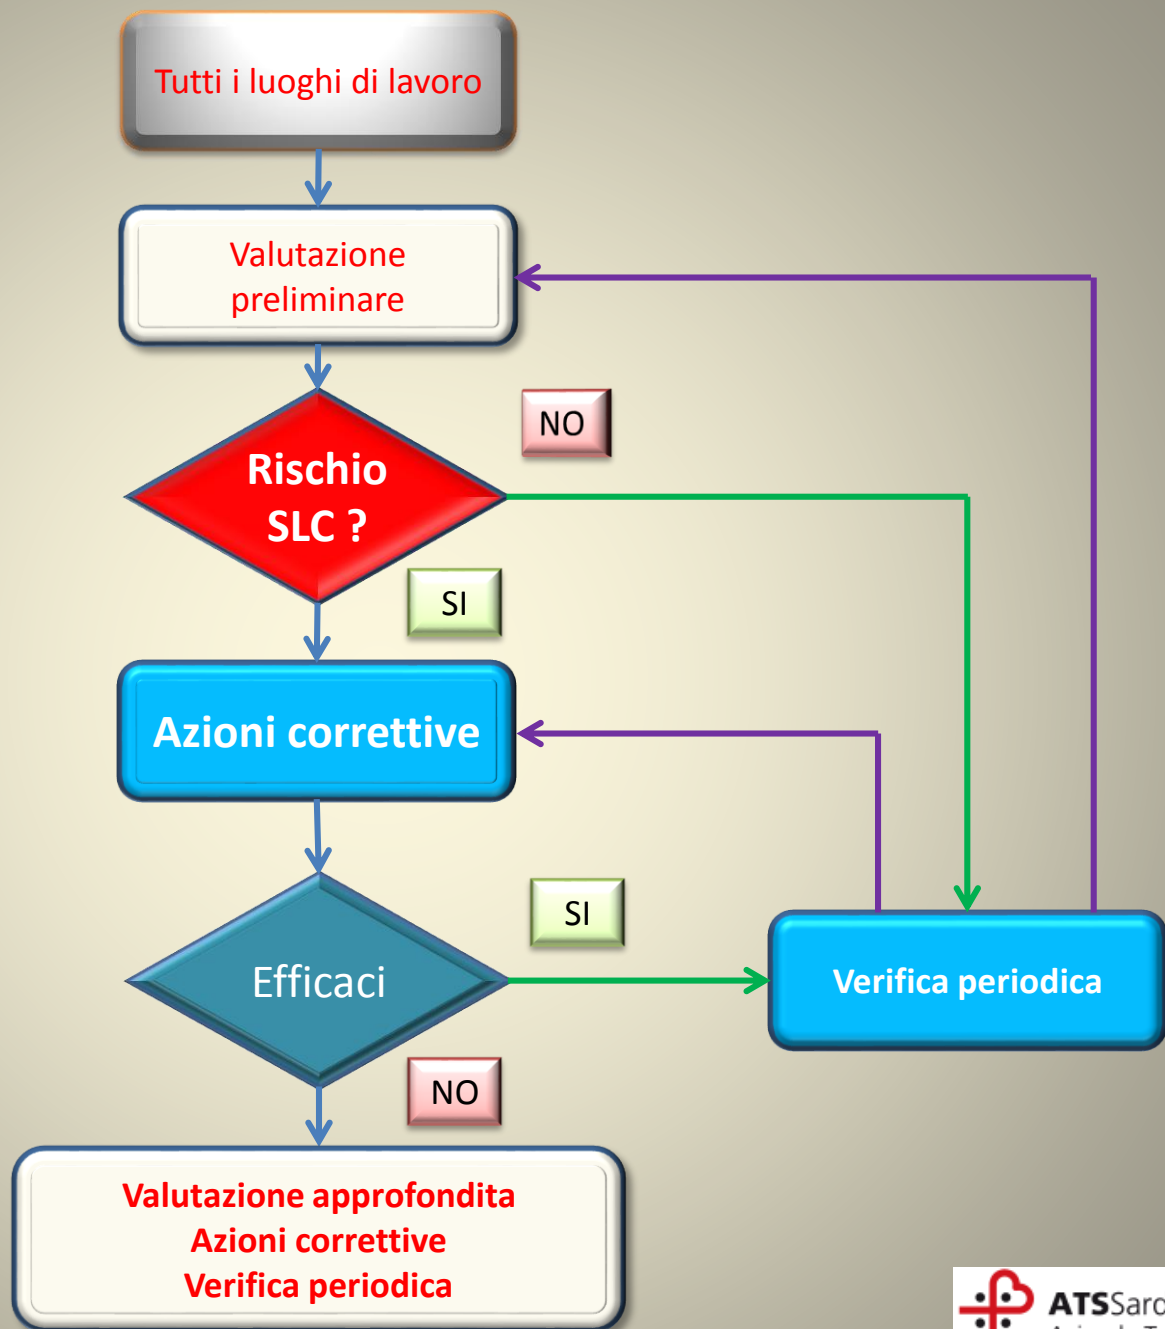 Tutti i luoghi di lavoro
Valutazione
preliminare
NO
Rischio
SLC ?
SI
Azioni correttive
SI
Efficaci
Verifica periodica
NO
Valutazione approfondita
Azioni correttive
Verifica periodica